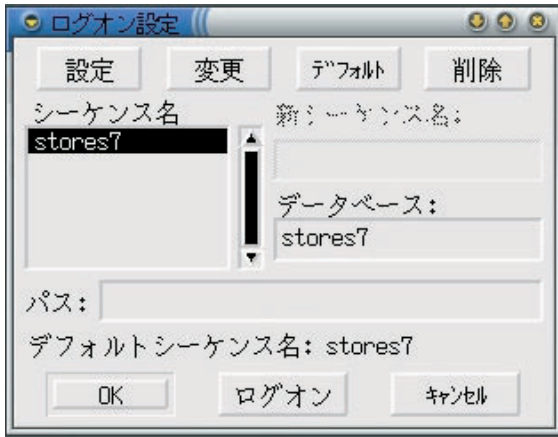 ログオン設定
設定 変更 ﾃﾞﾌｫﾙﾄ 削除
シーケンス名
新シーケンス名:
stores7
データベース:
stores7
パス:
デフォルトシーケンス名: stores7
OK ログオン ｷｬﾝｾﾙ